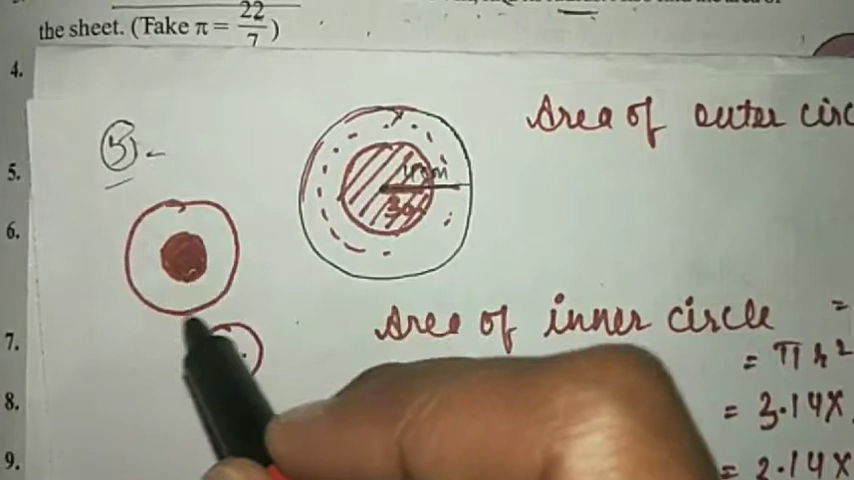 the sheet. (Take π = 22/7)
4.
5) -
Area of outer circ
5.
3cm
6.
Area of inner circle =
7.
= πr²
8.
= 3.14×
9.
= 3.14×